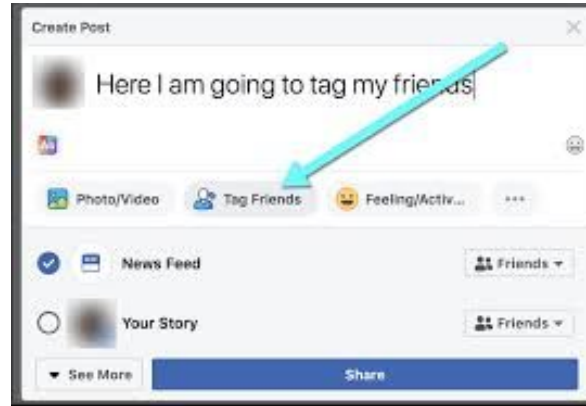 Create Post
Here I am going to tag my friends
Photo/Video
Tag Friends
Feeling/Activ...
News Feed
Friends
Your Story
Friends
See More
Share